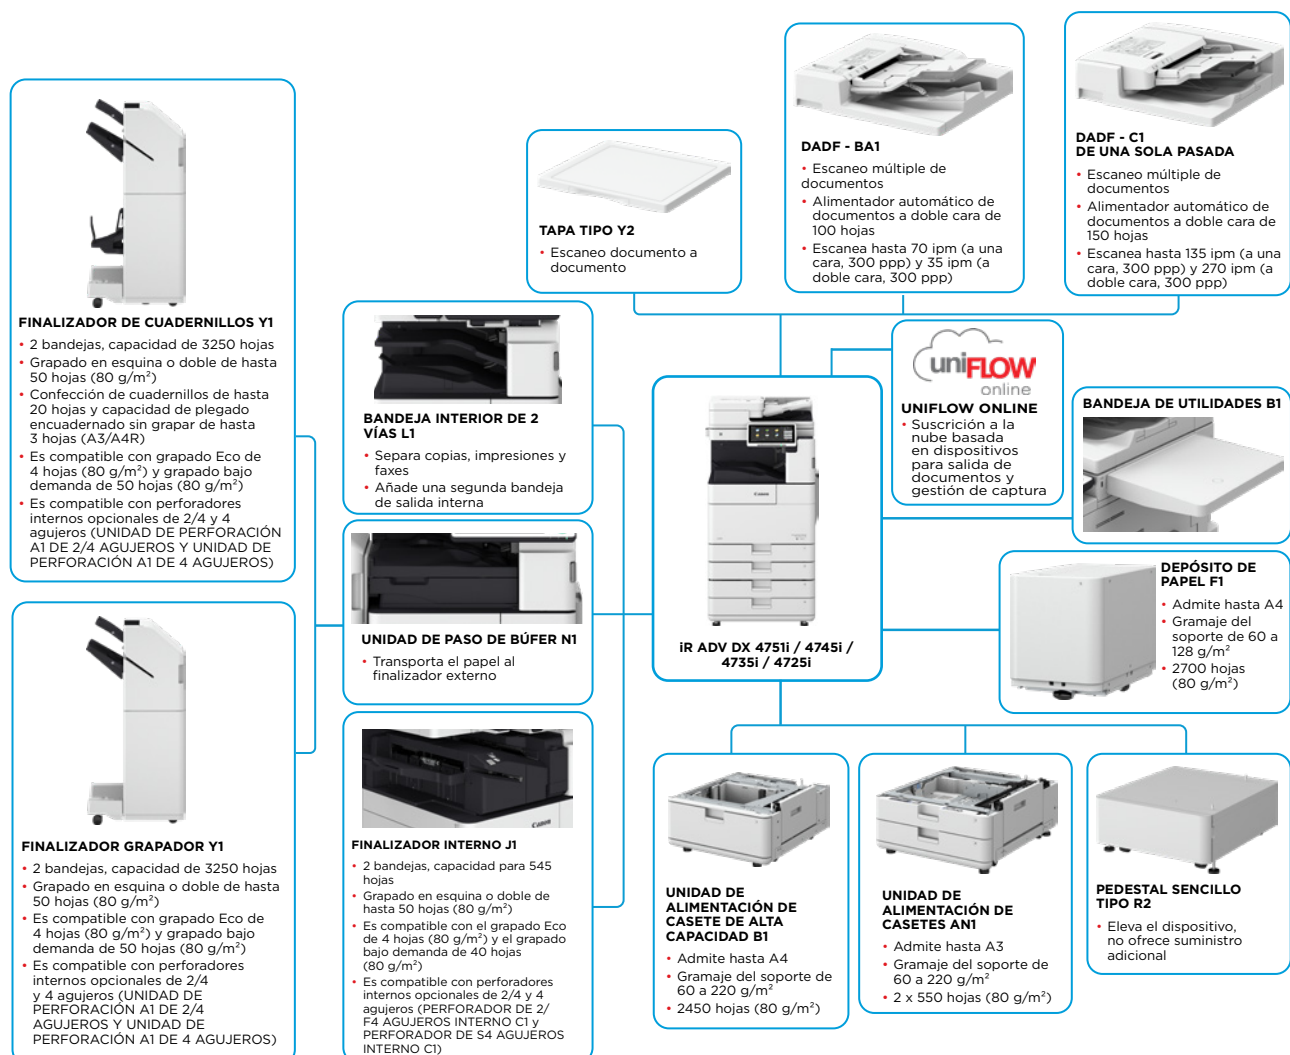 DADF - BA1
• Escaneo múltiple de
documentos
• Alimentador automático de
documentos a doble cara de
100 hojas
• Escanea hasta 70 ipm (a una
cara, 300 ppp) y 35 ipm (a
doble cara, 300 ppp)
DADF - C1
DE UNA SOLA PASADA
• Escaneo múltiple de
documentos
• Alimentador automático de
documentos a doble cara de
150 hojas
• Escanea hasta 135 ipm (a una
cara, 300 ppp) y 270 ipm (a
doble cara, 300 ppp)
TAPA TIPO Y2
• Escaneo documento a
documento
FINALIZADOR DE CUADERNILLOS Y1
• 2 bandejas, capacidad de 3250 hojas
• Grapado en esquina o doble de hasta
50 hojas (80 g/m²)
• Confección de cuadernillos de hasta
20 hojas y capacidad de plegado
encuadernado sin grapar de hasta
3 hojas (A3/A4R)
• Es compatible con grapado Eco de
4 hojas (80 g/m²) y grapado bajo
demanda de 50 hojas (80 g/m²)
• Es compatible con perforadores
internos opcionales de 2/4 y 4
agujeros (UNIDAD DE PERFORACIÓN
A1 DE 2/4 AGUJEROS Y UNIDAD DE
PERFORACIÓN A1 DE 4 AGUJEROS)
BANDEJA INTERIOR DE 2
VÍAS L1
• Separa copias, impresiones y
faxes
• Añade una segunda bandeja
de salida interna
uniFLOW
online
UNIFLOW ONLINE
• Suscrición a la
nube basada
en dispositivos
para salida de
documentos y
gestión de captura
BANDEJA DE UTILIDADES B1
Canon
iR ADV DX 4751i / 4745i /
4735i / 4725i
UNIDAD DE PASO DE BÚFER N1
• Transporta el papel al
finalizador externo
DEPÓSITO DE
PAPEL F1
• Admite hasta A4
• Gramaje del
soporte de 60 a
128 g/m²
• 2700 hojas
(80 g/m²)
FINALIZADOR GRAPADOR Y1
• 2 bandejas, capacidad de 3250 hojas
• Grapado en esquina o doble de hasta
50 hojas (80 g/m²)
• Es compatible con grapado Eco de
4 hojas (80 g/m²) y grapado bajo
demanda de 50 hojas (80 g/m²)
• Es compatible con perforadores
internos opcionales de 2/4
y 4 agujeros (UNIDAD DE
PERFORACIÓN A1 DE 2/4
AGUJEROS Y UNIDAD DE
PERFORACIÓN A1 DE 4 AGUJEROS)
Canon
FINALIZADOR INTERNO J1
• 2 bandejas, capacidad para 545
hojas
• Grapado en esquina o doble de
hasta 50 hojas (80 g/m²)
• Es compatible con el grapado Eco
de 4 hojas (80 g/m²) y el grapado
bajo demanda de 40 hojas
(80 g/m²)
• Es compatible con perforadores
internos opcionales de 2/4 y 4
agujeros (PERFORADOR DE 2/
F4 AGUJEROS INTERNO C1 y
PERFORADOR DE S4 AGUJEROS
INTERNO C1)
UNIDAD DE
ALIMENTACIÓN DE
CASETE DE ALTA
CAPACIDAD B1
• Admite hasta A4
• Gramaje del soporte de
60 a 220 g/m²
• 2450 hojas (80 g/m²)
UNIDAD DE
ALIMENTACIÓN DE
CASETES AN1
• Admite hasta A3
• Gramaje del soporte de
60 a 220 g/m²
• 2 x 550 hojas (80 g/m²)
PEDESTAL SENCILLO
TIPO R2
• Eleva el dispositivo,
no ofrece suministro
adicional